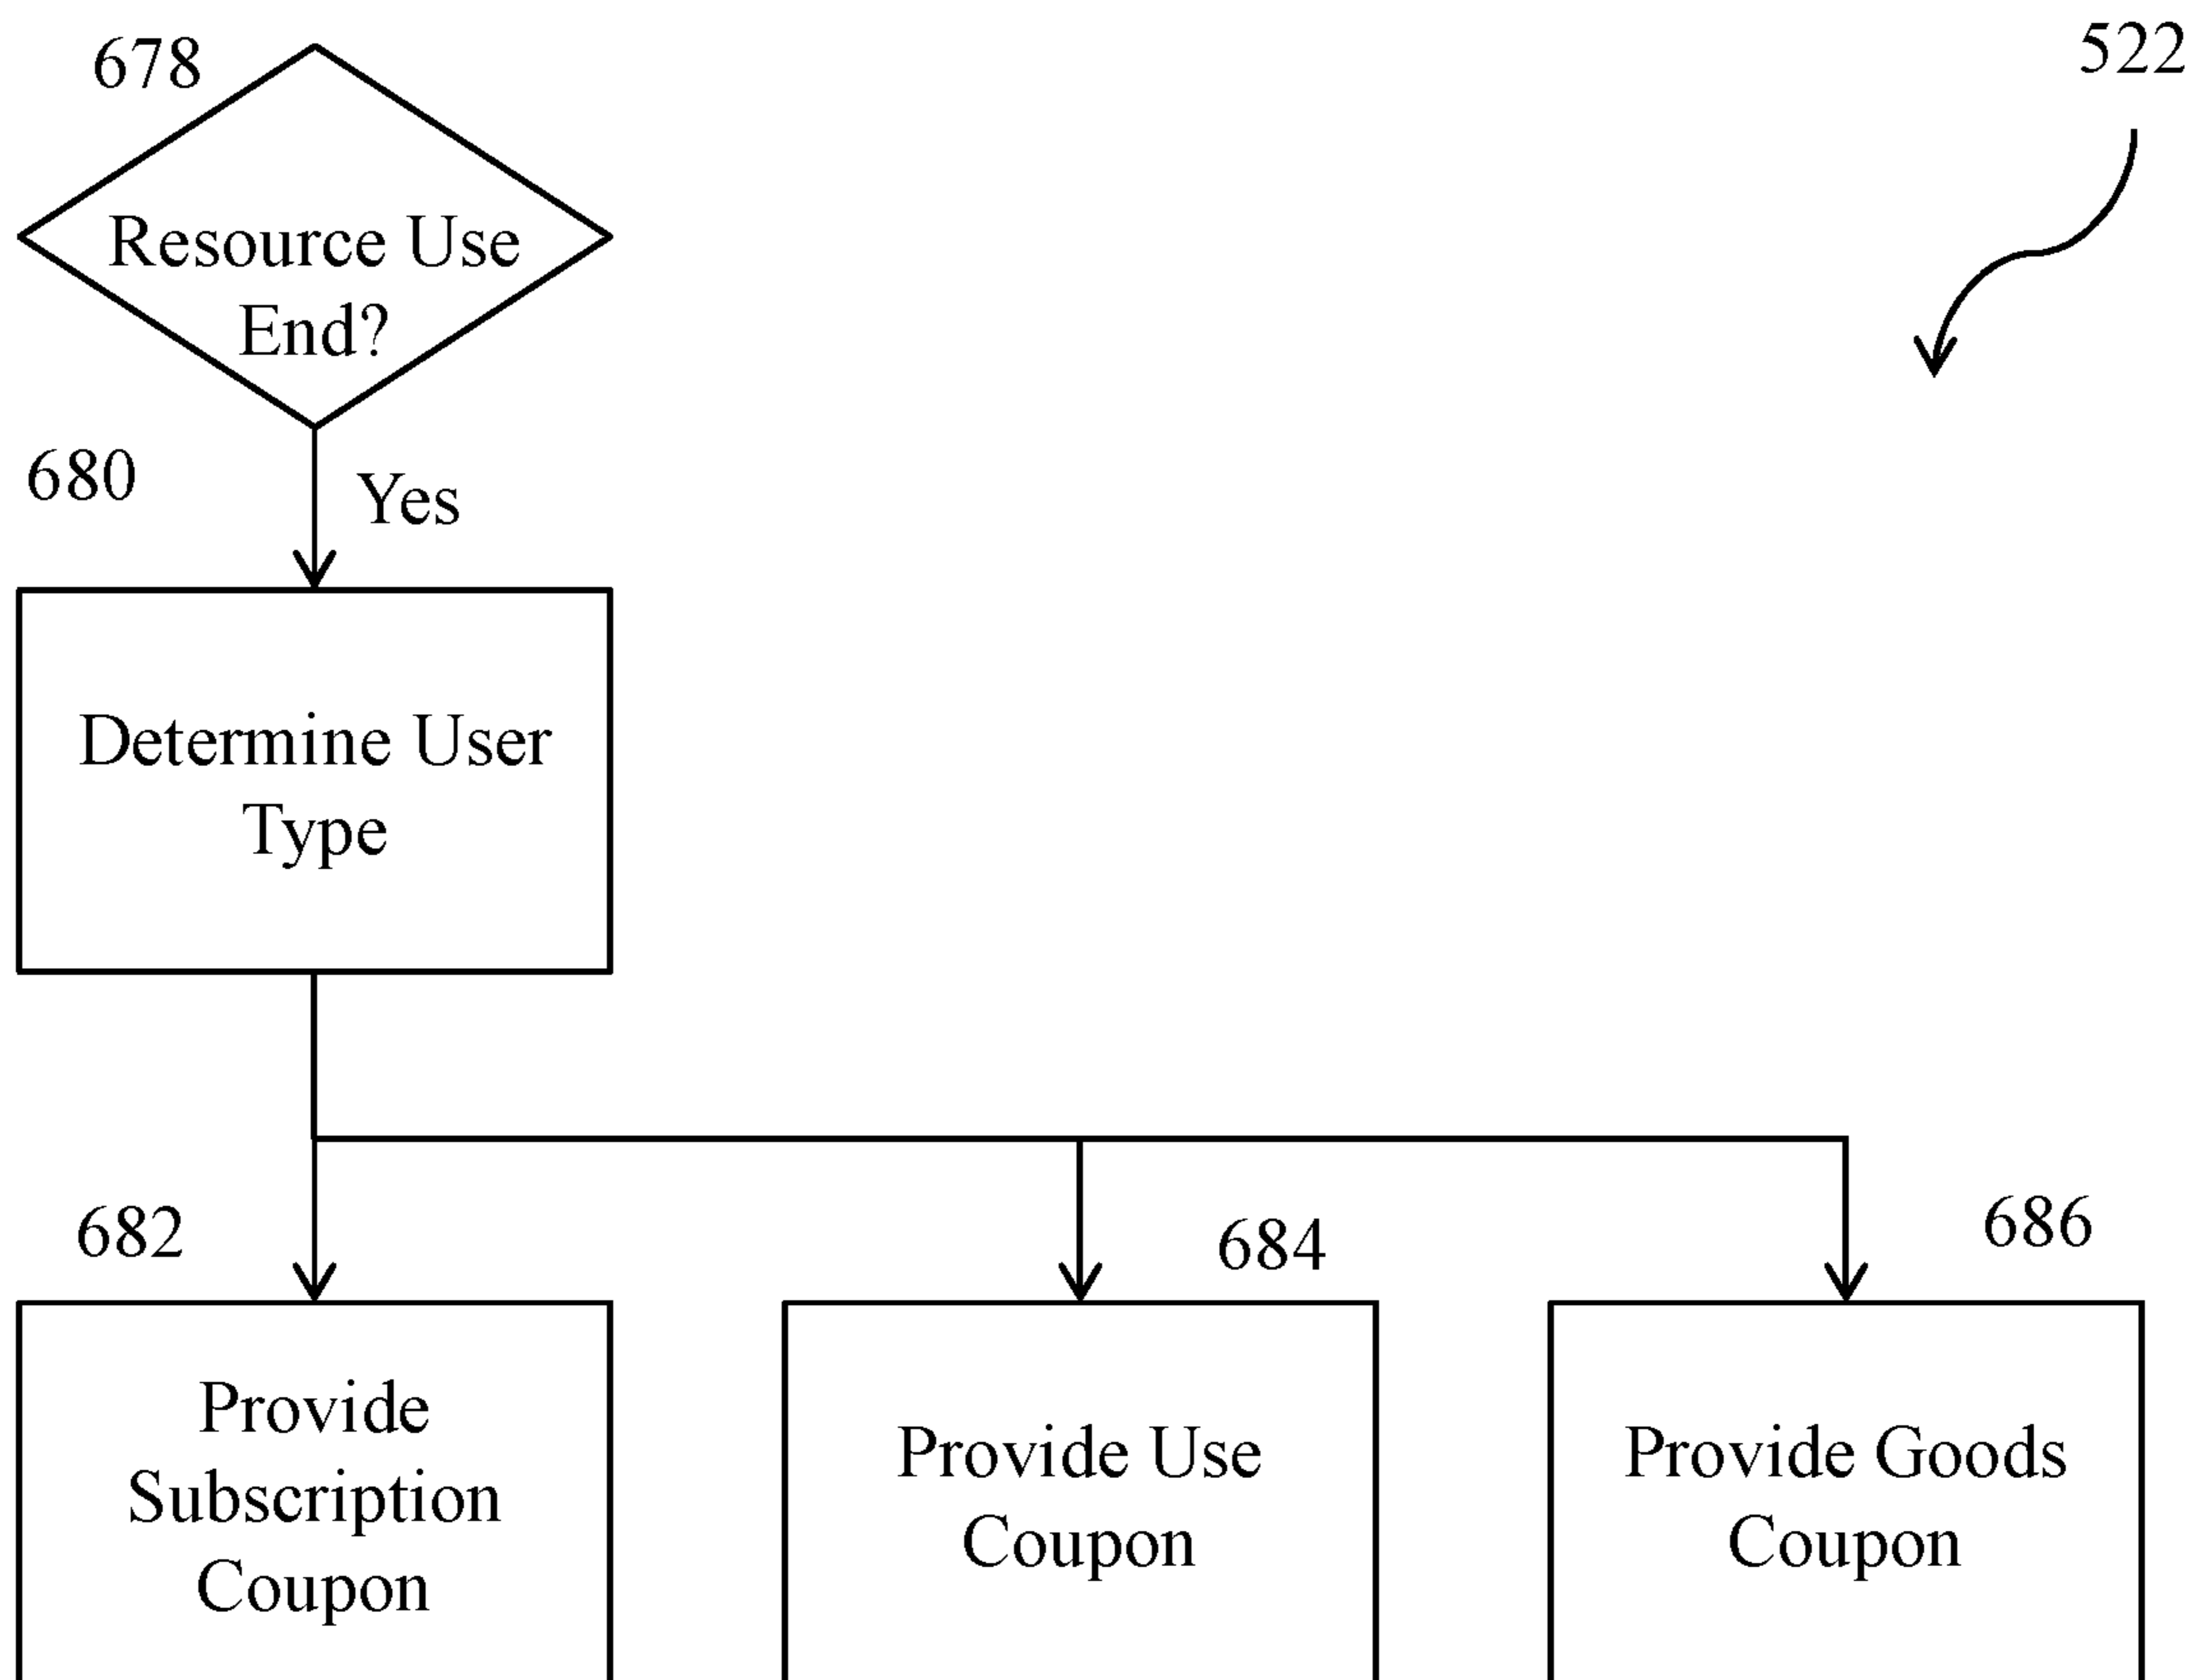 678
522
Resource Use
End?
680
Yes
Determine User
Type
682
684
686
Provide
Subscription
Coupon
Provide Use
Coupon
Provide Goods
Coupon